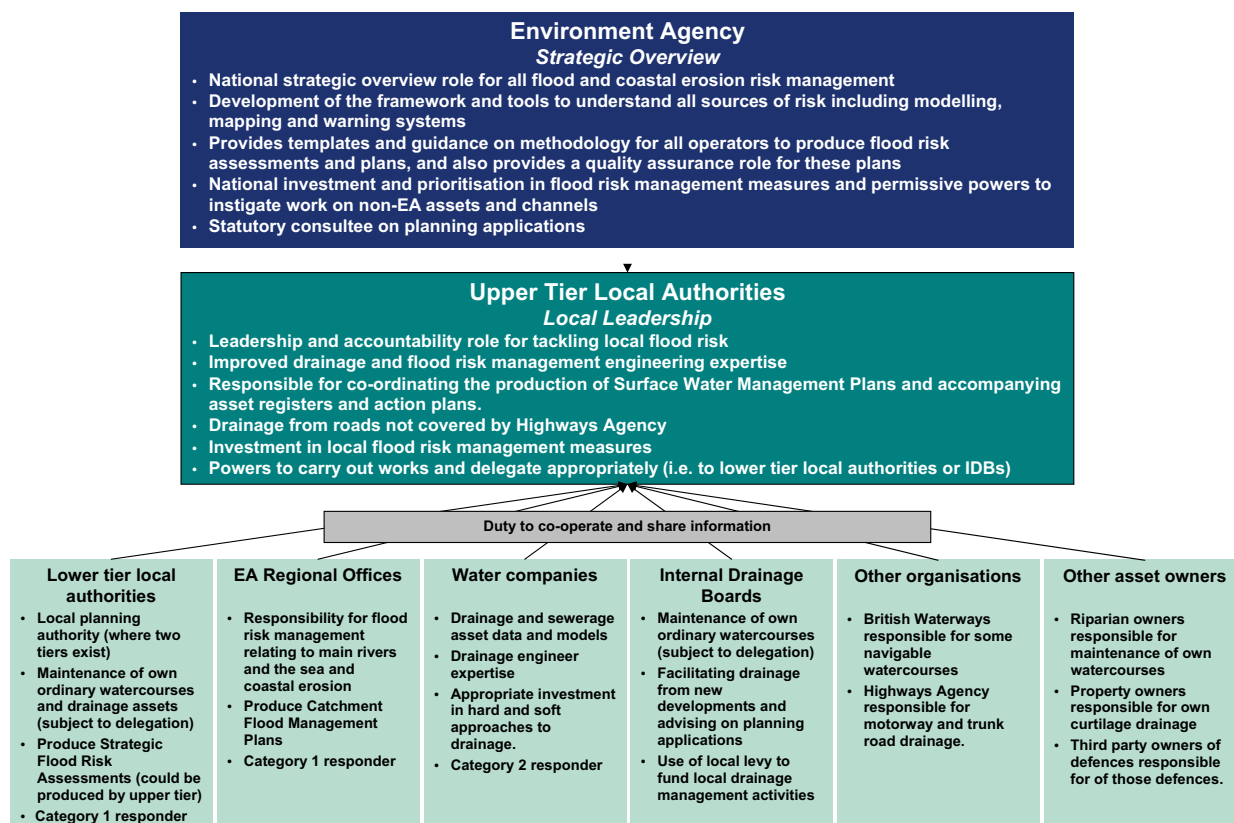 Environment Agency
Strategic Overview
• National strategic overview role for all flood and coastal erosion risk management
• Development of the framework and tools to understand all sources of risk including modelling,
mapping and warning systems
• Provides templates and guidance on methodology for all operators to produce flood risk
assessments and plans, and also provides a quality assurance role for these plans
• National investment and prioritisation in flood risk management measures and permissive powers to
instigate work on non-EA assets and channels
• Statutory consultee on planning applications
Upper Tier Local Authorities
Local Leadership
• Leadership and accountability role for tackling local flood risk
• Improved drainage and flood risk management engineering expertise
• Responsible for co-ordinating the production of Surface Water Management Plans and accompanying
asset registers and action plans.
• Drainage from roads not covered by Highways Agency
• Investment in local flood risk management measures
• Powers to carry out works and delegate appropriately (i.e. to lower tier local authorities or IDBs)
Duty to co-operate and share information
Lower tier local
authorities
• Local planning
authority (where two
tiers exist)
• Maintenance of own
ordinary watercourses
and drainage assets
(subject to delegation)
• Produce Strategic
Flood Risk
Assessments (could be
produced by upper tier)
• Category 1 responder
EA Regional Offices
• Responsibility for flood
risk management
relating to main rivers
and the sea and
coastal erosion
• Produce Catchment
Flood Management
Plans
• Category 1 responder
Water companies
• Drainage and sewerage
asset data and models
• Drainage engineer
expertise
• Appropriate investment
in hard and soft
approaches to
drainage.
• Category 2 responder
Internal Drainage
Boards
• Maintenance of own
ordinary watercourses
(subject to delegation)
• Facilitating drainage
from new
developments and
advising on planning
applications
• Use of local levy to
fund local drainage
management activities
Other organisations
• British Waterways
responsible for some
navigable
watercourses
• Highways Agency
responsible for
motorway and trunk
road drainage.
Other asset owners
• Riparian owners
responsible for
maintenance of own
watercourses
• Property owners
responsible for own
curtilage drainage
• Third party owners of
defences responsible
for of those defences.